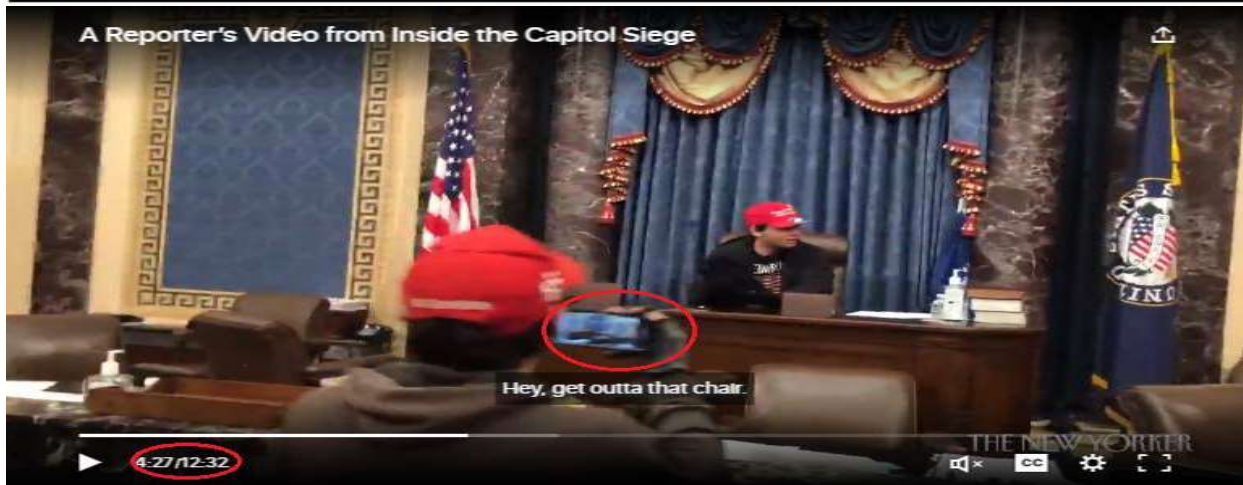 A Reporter's Video from Inside the Capitol Siege
Hey, get outta that chair.
THE NEW YORKER
4:27/12:32
CC